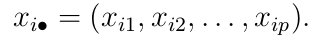 x_{i•} = (x_{i1}, x_{i2}, . . . , x_{ip}).